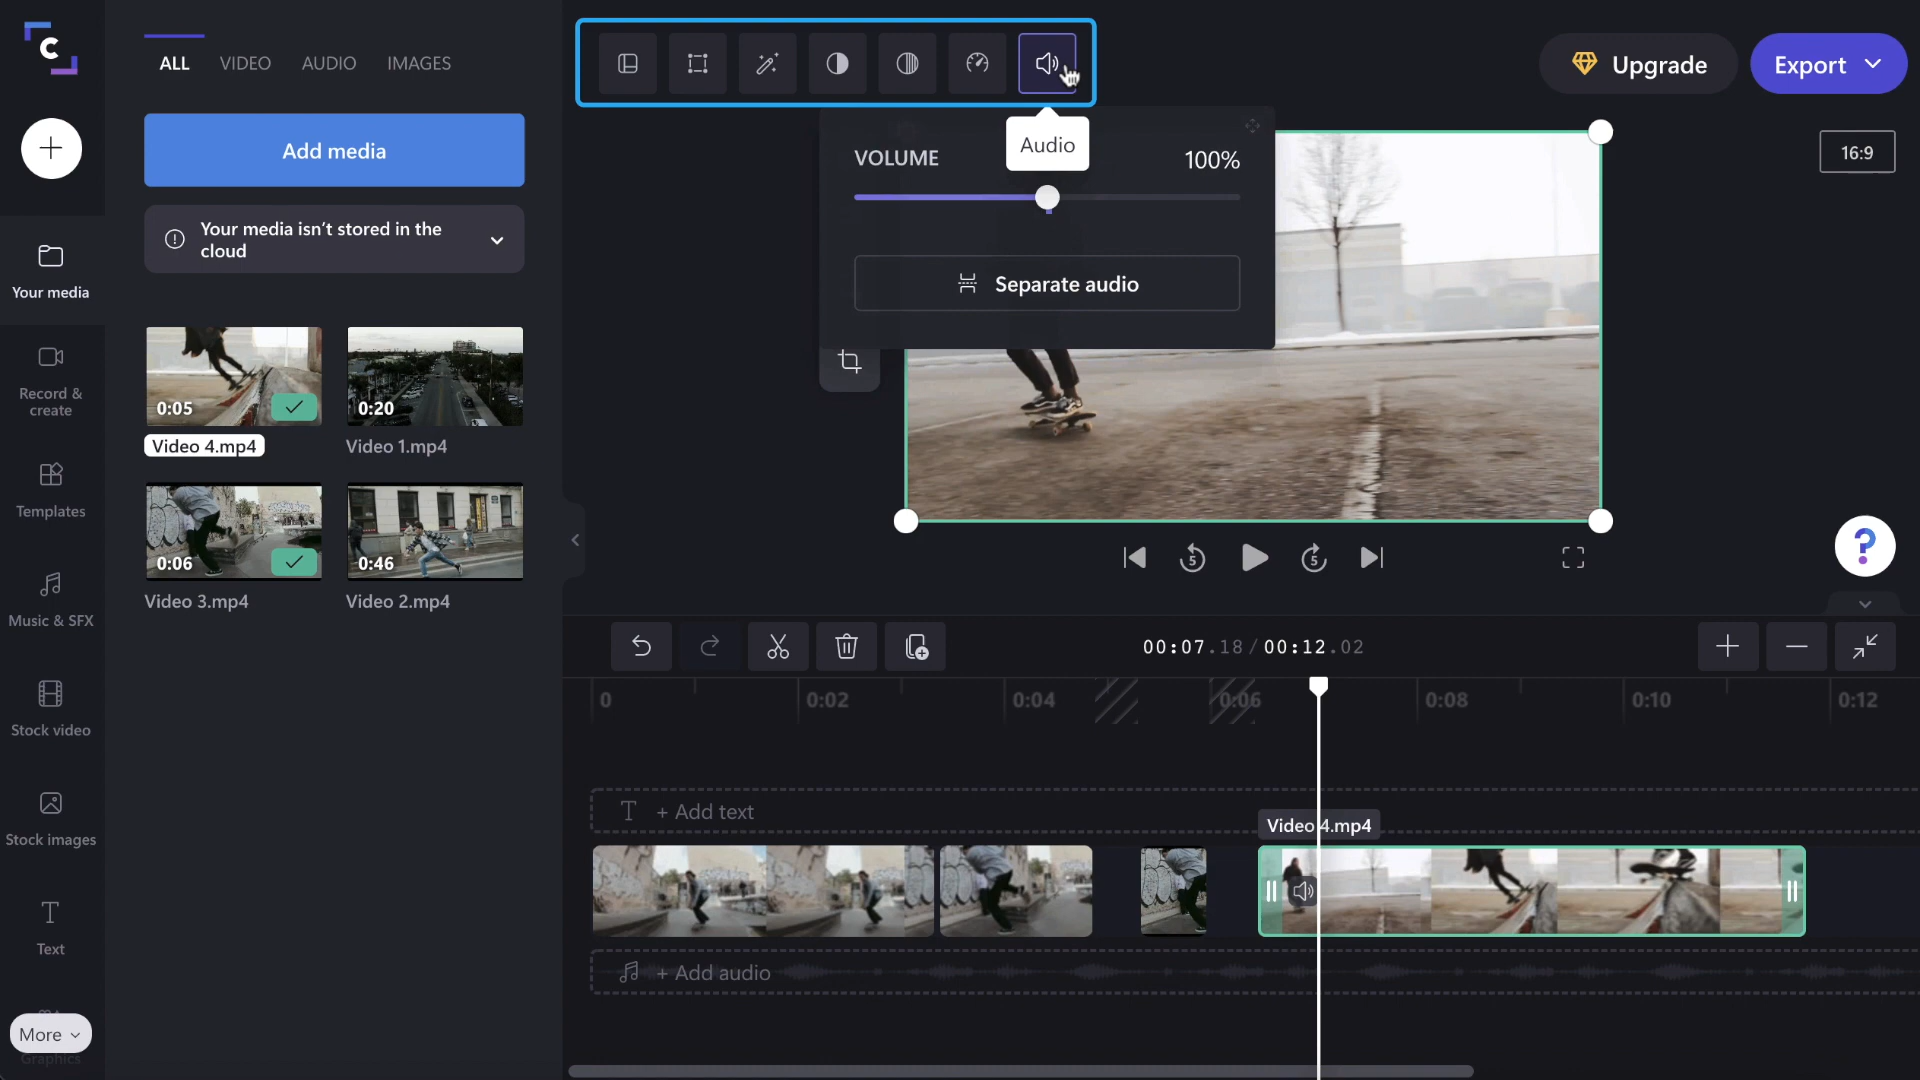 C
ALL VIDEO AUDIO IMAGES
Upgrade
Export
Add media
Your media isn't stored in the
cloud
Audio
VOLUME
100%
Separate audio
16:9
Your media
Record &
create
Templates
Music & SFX
Stock video
Stock images
Text
More
Graphics
0:05
Video 4.mp4
0:20
Video 1.mp4
0:06
Video 3.mp4
0:46
Video 2.mp4
5
5
?
00:07.18 / 00:12.02
0 0:02 0:04 0:06 0:08 0:10 0:12
T + Add text
Video 4.mp4
+ Add audio